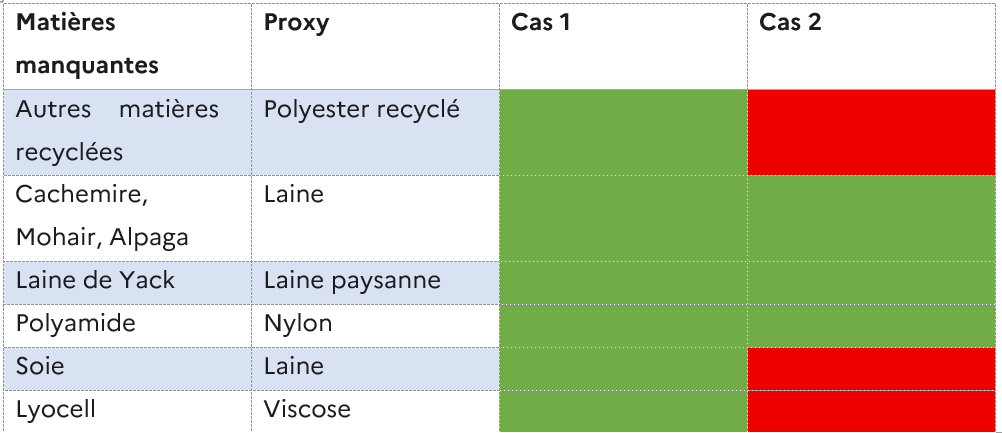 Matières manquantes | Proxy | Cas 1 | Cas 2
Autres matières recyclées | Polyester recyclé
Cachemire, Mohair, Alpaga | Laine
Laine de Yack | Laine paysanne
Polyamide | Nylon
Soie | Laine
Lyocell | Viscose